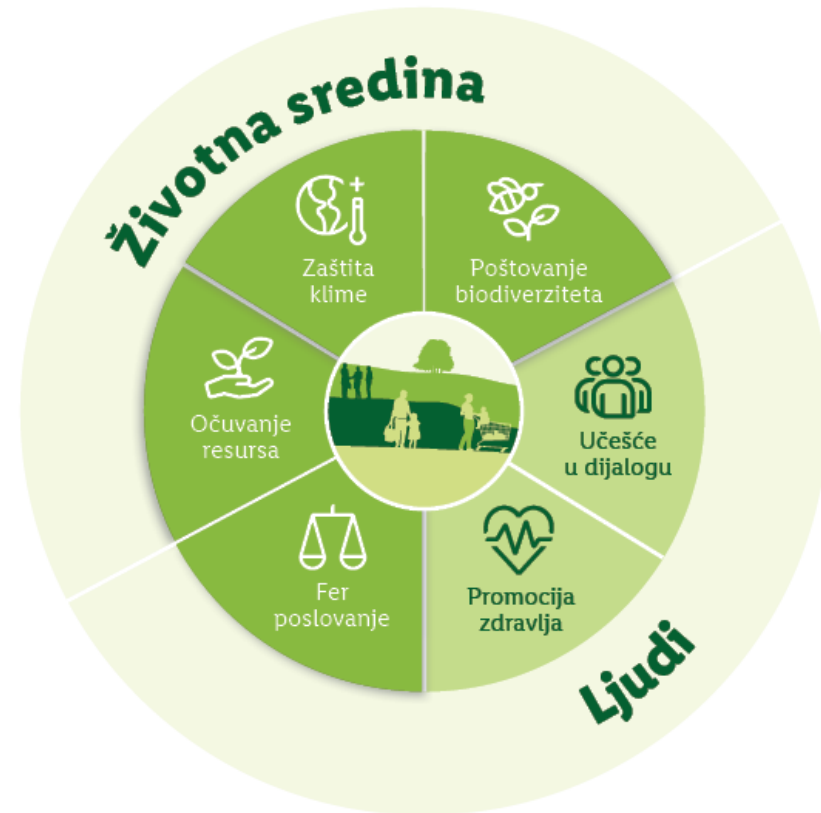 Životna sredina
Zaštita
klime
Poštovanje
biodiverziteta
Očuvanje
resursa
Učešće
u dijalogu
Fer
poslovanje
Promocija
zdravlja
Ljudi